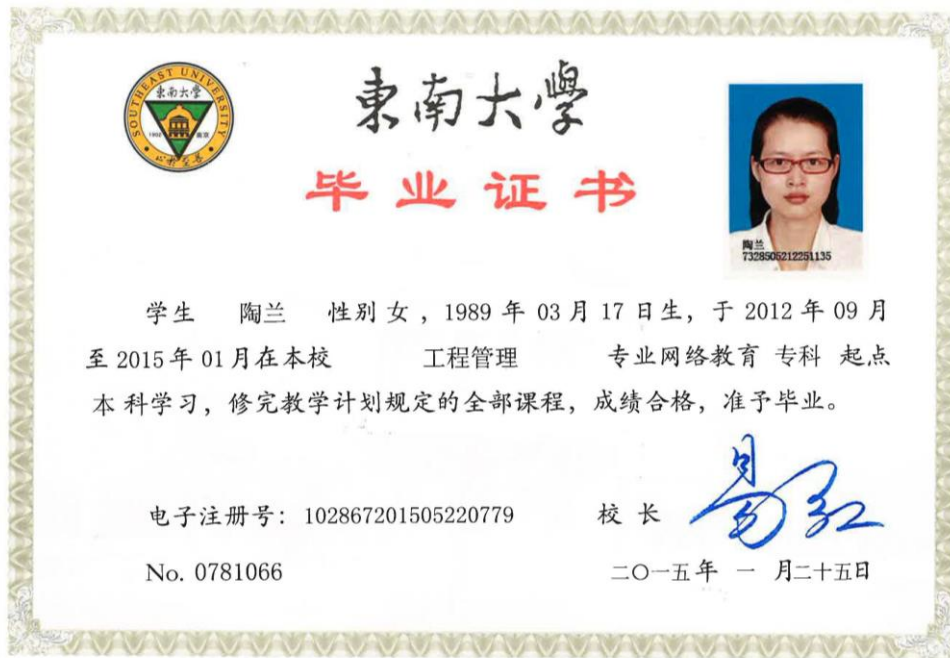 SOUTHEAST UNIVERSITY
東南大學
1902 南京
東南大學
毕业证书
陶兰
7328505212251135
学生 陶兰 性别 女 ，1989 年 03 月 17 日生，于 2012 年 09 月
至 2015 年 01 月在本校 工程管理 专业网络教育 专科 起点
本 科学习，修完教学计划规定的全部课程，成绩合格，准予毕业。
电子注册号：102867201505220779
校 长 易红
No. 0781066
二〇一五年 一 月二十五日